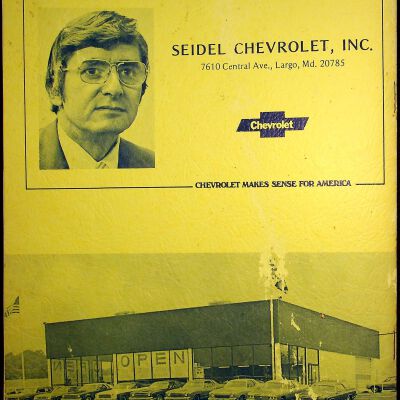 SEIDEL CHEVROLET, INC.
7610 Central Ave., Largo, Md. 20785
Chevrolet
CHEVROLET MAKES SENSE FOR AMERICA
OPEN